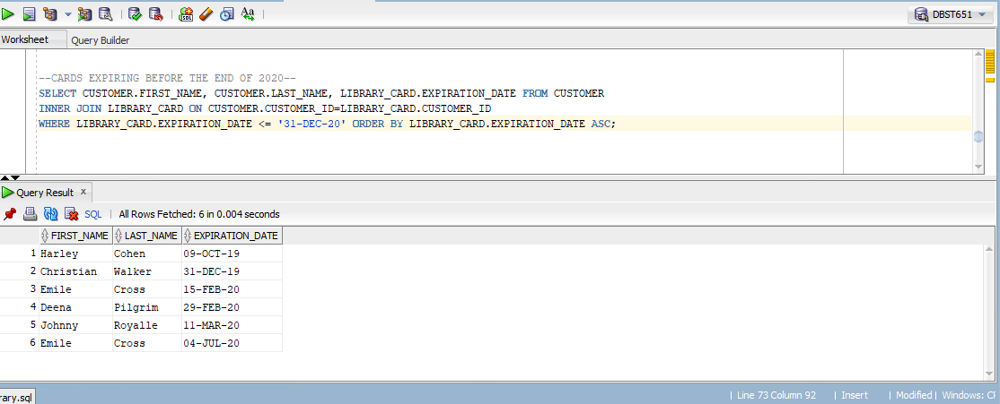 DBST651
Worksheet Query Builder
--CARDS EXPIRING BEFORE THE END OF 2020--
SELECT CUSTOMER.FIRST_NAME, CUSTOMER.LAST_NAME, LIBRARY_CARD.EXPIRATION_DATE FROM CUSTOMER
INNER JOIN LIBRARY_CARD ON CUSTOMER.CUSTOMER_ID=LIBRARY_CARD.CUSTOMER_ID
WHERE LIBRARY_CARD.EXPIRATION_DATE <= '31-DEC-20' ORDER BY LIBRARY_CARD.EXPIRATION_DATE ASC;
Query Result x
SQL | All Rows Fetched: 6 in 0.004 seconds
FIRST_NAME LAST_NAME EXPIRATION_DATE
1 Harley Cohen 09-OCT-19
2 Christian Walker 31-DEC-19
3 Emile Cross 15-FEB-20
4 Deena Pilgrim 29-FEB-20
5 Johnny Royalle 11-MAR-20
6 Emile Cross 04-JUL-20
rary.sql | Line 73 Column 92 | Insert | Modified | Windows: CF